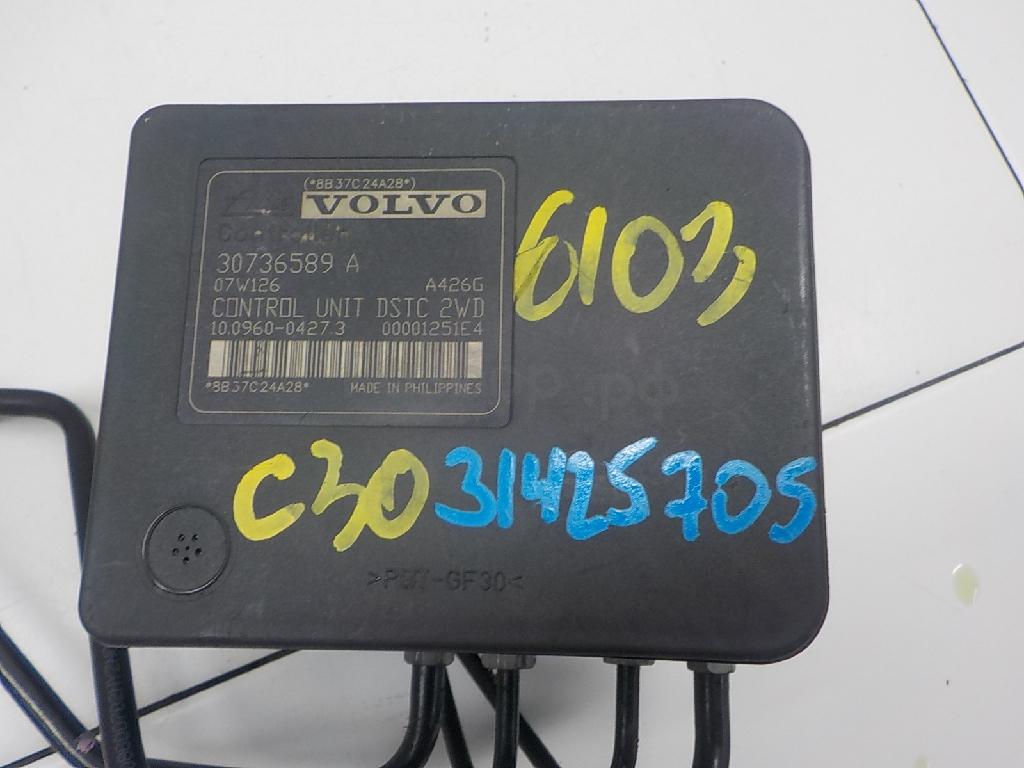 (*8B37C24A28*)
VOLVO
6103
30736589 A
07W126 A426G
CONTROL UNIT DSTC 2WD
10.0960-0427.3 00001251E4
*8B37C24A28* MADE IN PHILIPPINES
.рф
C30 31425705